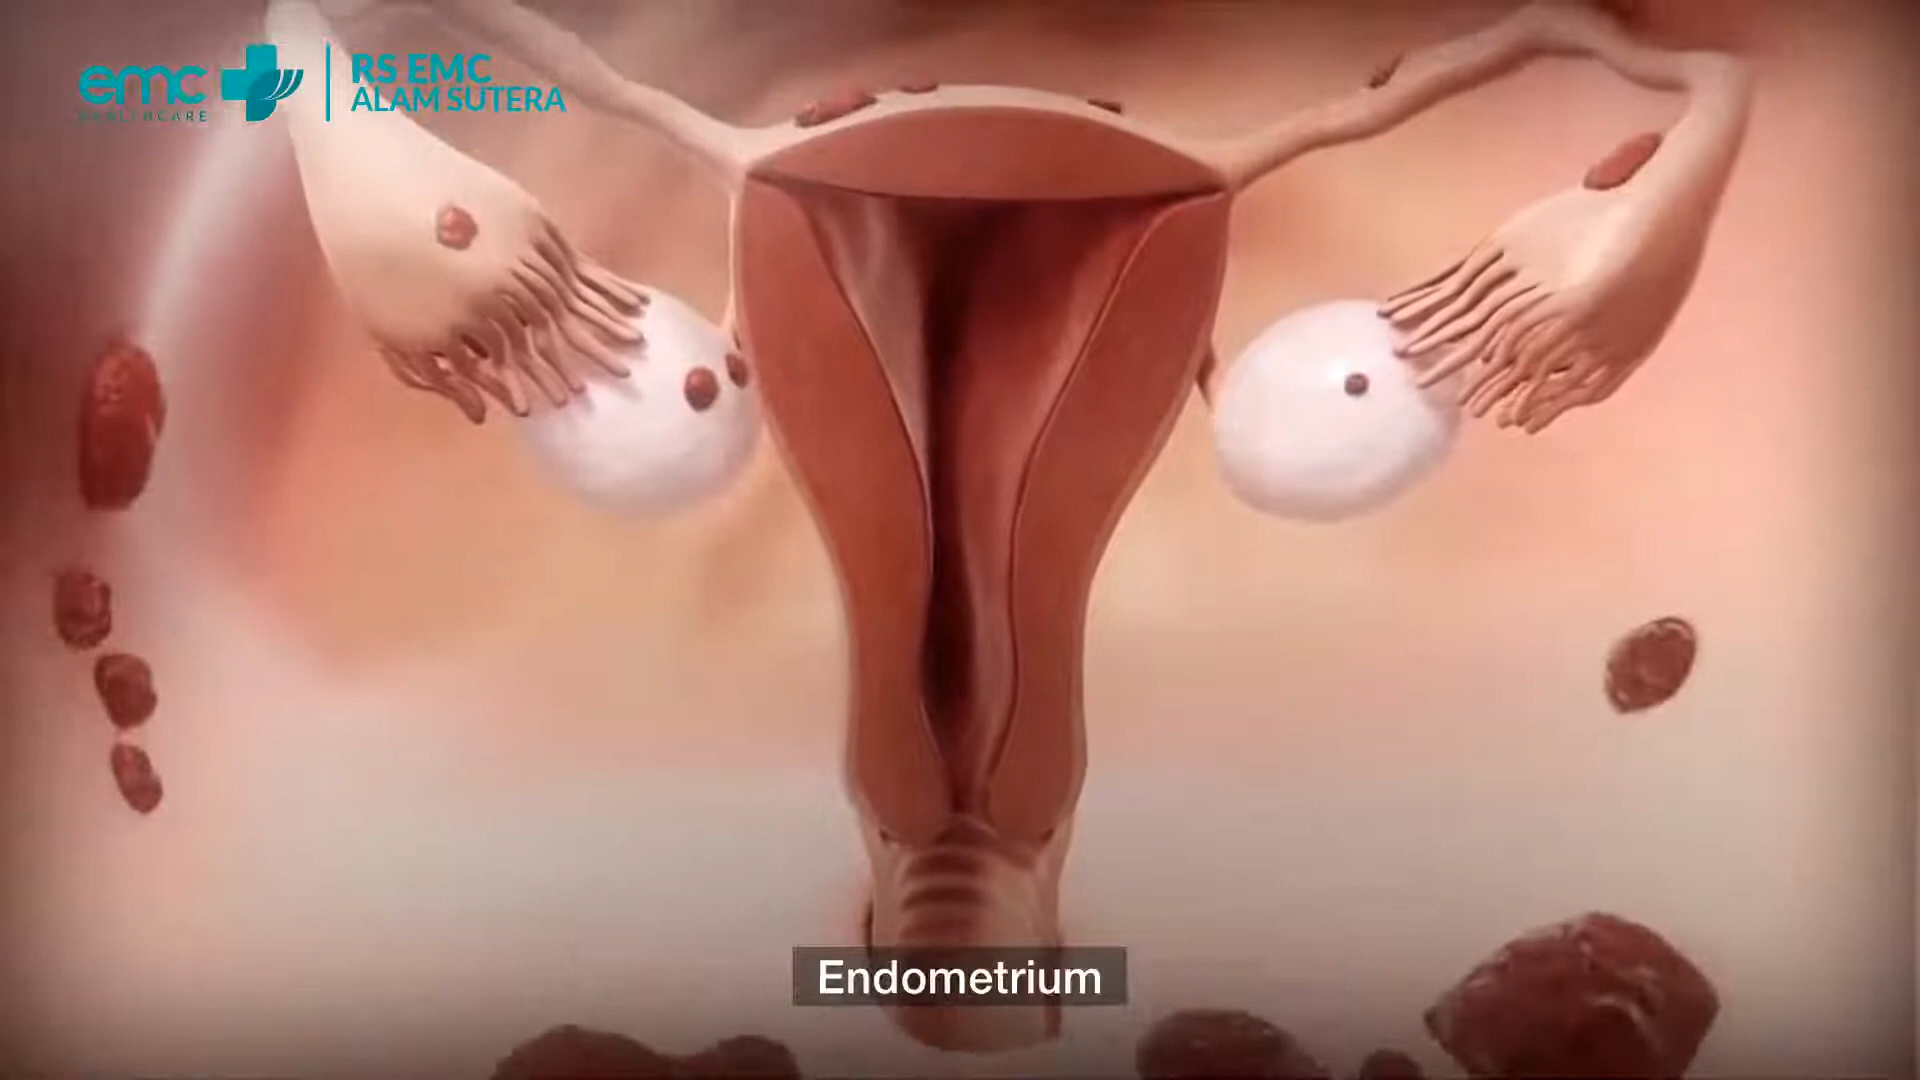 emc
HEALTHCARE
RS EMC
ALAM SUTERA
Endometrium